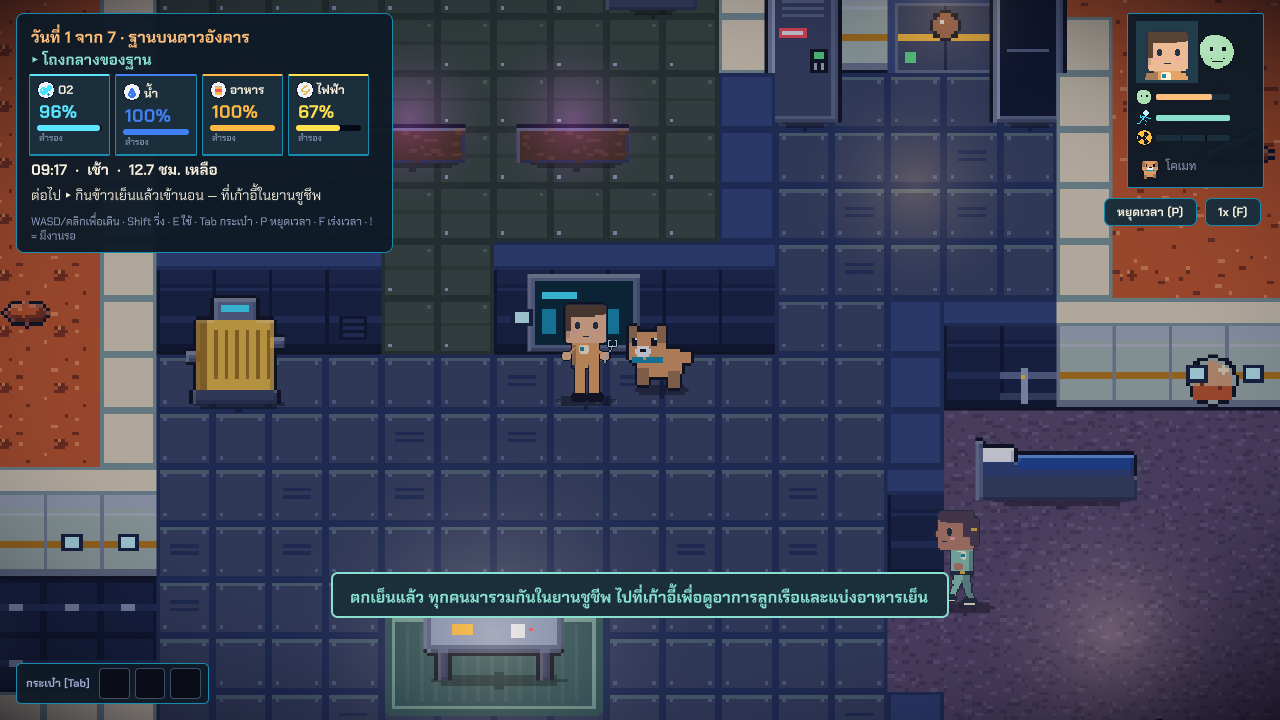 วันที่ 1 จาก 7 · ฐานบนดาวอังคาร
▸ โถงกลางของฐาน
O2 น้ำ อาหาร ไฟฟ้า
96% 100% 100% 67%
สำรอง สำรอง สำรอง สำรอง
09:17 · เช้า · 12.7 ชม. เหลือ
ต่อไป ▸ กินข้าวเย็นแล้วเข้านอน — ที่เก้าอี้ในยานชูชีพ
WASD/คลิกเพื่อเดิน · Shift วิ่ง · E ใช้ · Tab กระเป๋า · P หยุดเวลา · F เร่งเวลา · !
= มีงานรอ
โคเมท
หยุดเวลา (P) 1x (F)
ตกเย็นแล้ว ทุกคนมารวมกันในยานชูชีพ ไปที่เก้าอี้เพื่อดูอาการลูกเรือและแบ่งอาหารเย็น
กระเป๋า [Tab]